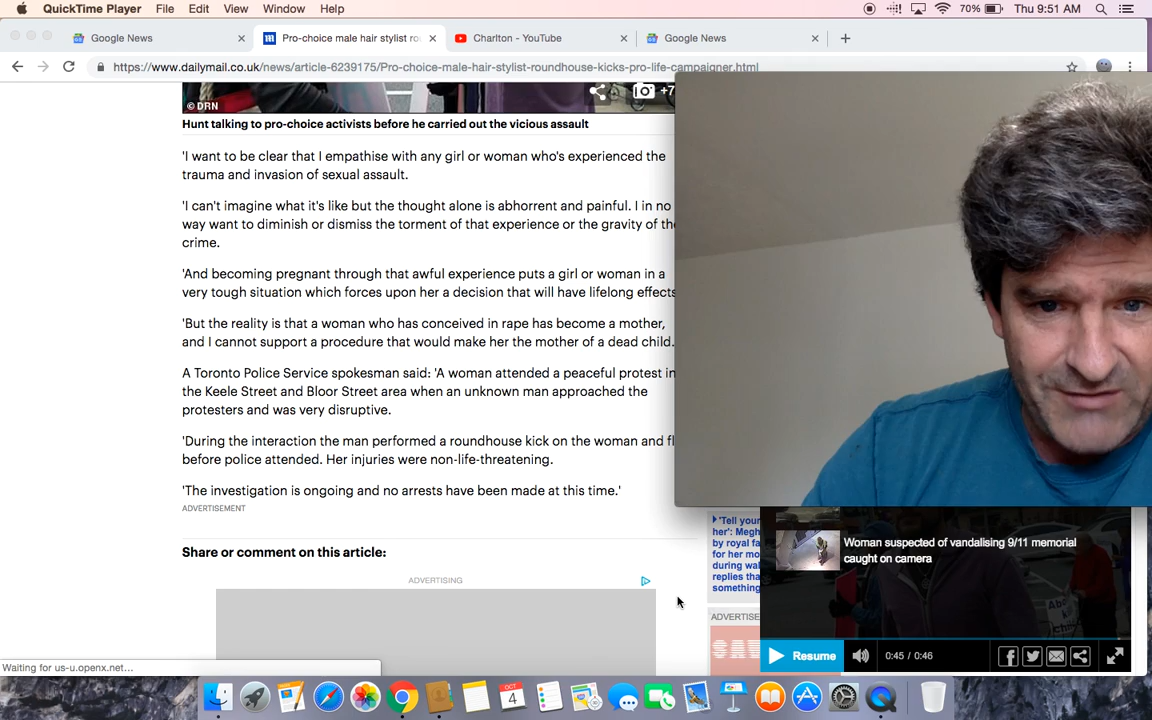 QuickTime Player File Edit View Window Help 70% Thu 9:51 AM
Google News Pro-choice male hair stylist ro Charlton - YouTube Google News
https://www.dailymail.co.uk/news/article-6239175/Pro-choice-male-hair-stylist-roundhouse-kicks-pro-life-campaigner.html
© DRN +7
Hunt talking to pro-choice activists before he carried out the vicious assault
'I want to be clear that I empathise with any girl or woman who's experienced the
trauma and invasion of sexual assault.
'I can't imagine what it's like but the thought alone is abhorrent and painful. I in no
way want to diminish or dismiss the torment of that experience or the gravity of the
crime.
'And becoming pregnant through that awful experience puts a girl or woman in a
very tough situation which forces upon her a decision that will have lifelong effects
'But the reality is that a woman who has conceived in rape has become a mother,
and I cannot support a procedure that would make her the mother of a dead child.
A Toronto Police Service spokesman said: 'A woman attended a peaceful protest in
the Keele Street and Bloor Street area when an unknown man approached the
protesters and was very disruptive.
'During the interaction the man performed a roundhouse kick on the woman and fl
before police attended. Her injuries were non-life-threatening.
'The investigation is ongoing and no arrests have been made at this time.'
ADVERTISEMENT
Share or comment on this article:
ADVERTISING
'Tell your
her': Megh
by royal fa
for her mo
during wal
replies tha
something
ADVERTISE
Woman suspected of vandalising 9/11 memorial
caught on camera
Resume 0:45 / 0:46
Waiting for us-u.openx.net...
OCT
4